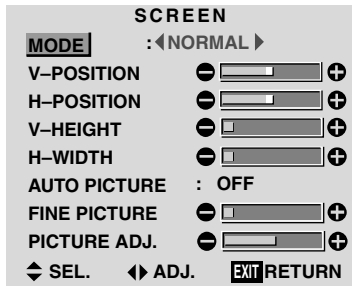 SCREEN
MODE : NORMAL
V–POSITION
H–POSITION
V–HEIGHT
H–WIDTH
AUTO PICTURE : OFF
FINE PICTURE
PICTURE ADJ.
SEL. ADJ. EXIT RETURN